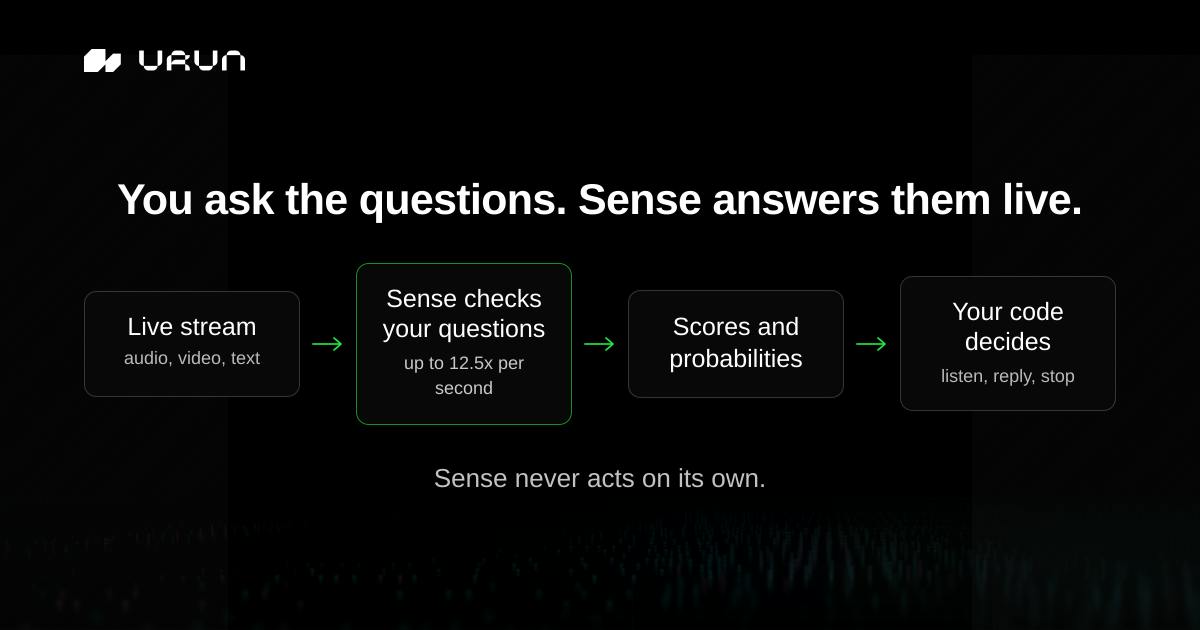 URUN
You ask the questions. Sense answers them live.
Live stream
audio, video, text
Sense checks
your questions
up to 12.5x per
second
Scores and
probabilities
Your code
decides
listen, reply, stop
Sense never acts on its own.